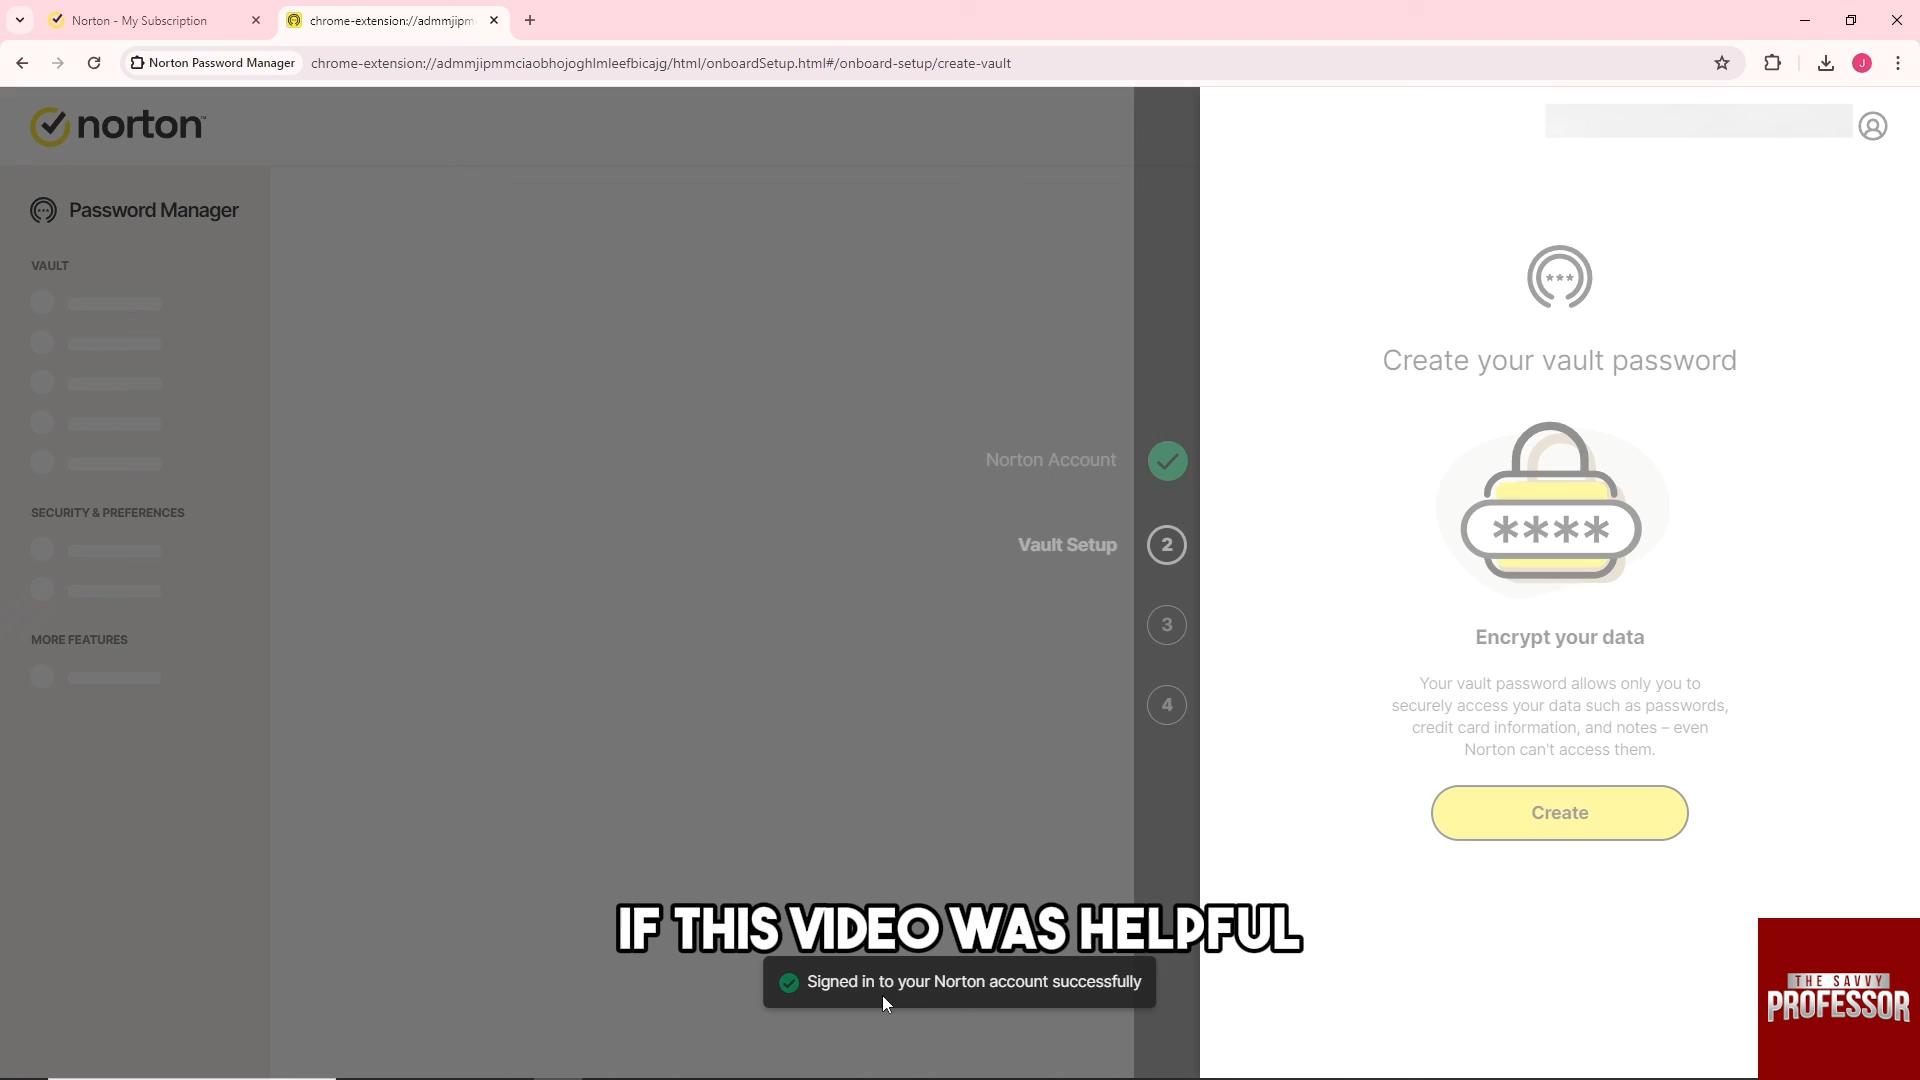 Norton - My Subscription
chrome-extension://admmjipm
Norton Password Manager
chrome-extension://admmjipmmciaobhojoghlmleefbicajg/html/onboardSetup.html#/onboard-setup/create-vault
J
norton
Password Manager
VAULT
SECURITY & PREFERENCES
MORE FEATURES
Norton Account
Vault Setup
2
3
4
***
Create your vault password
****
Encrypt your data
Your vault password allows only you to
securely access your data such as passwords,
credit card information, and notes – even
Norton can't access them.
Create
IF THIS VIDEO WAS HELPFUL
Signed in to your Norton account successfully
THE SAVVY
PROFESSOR